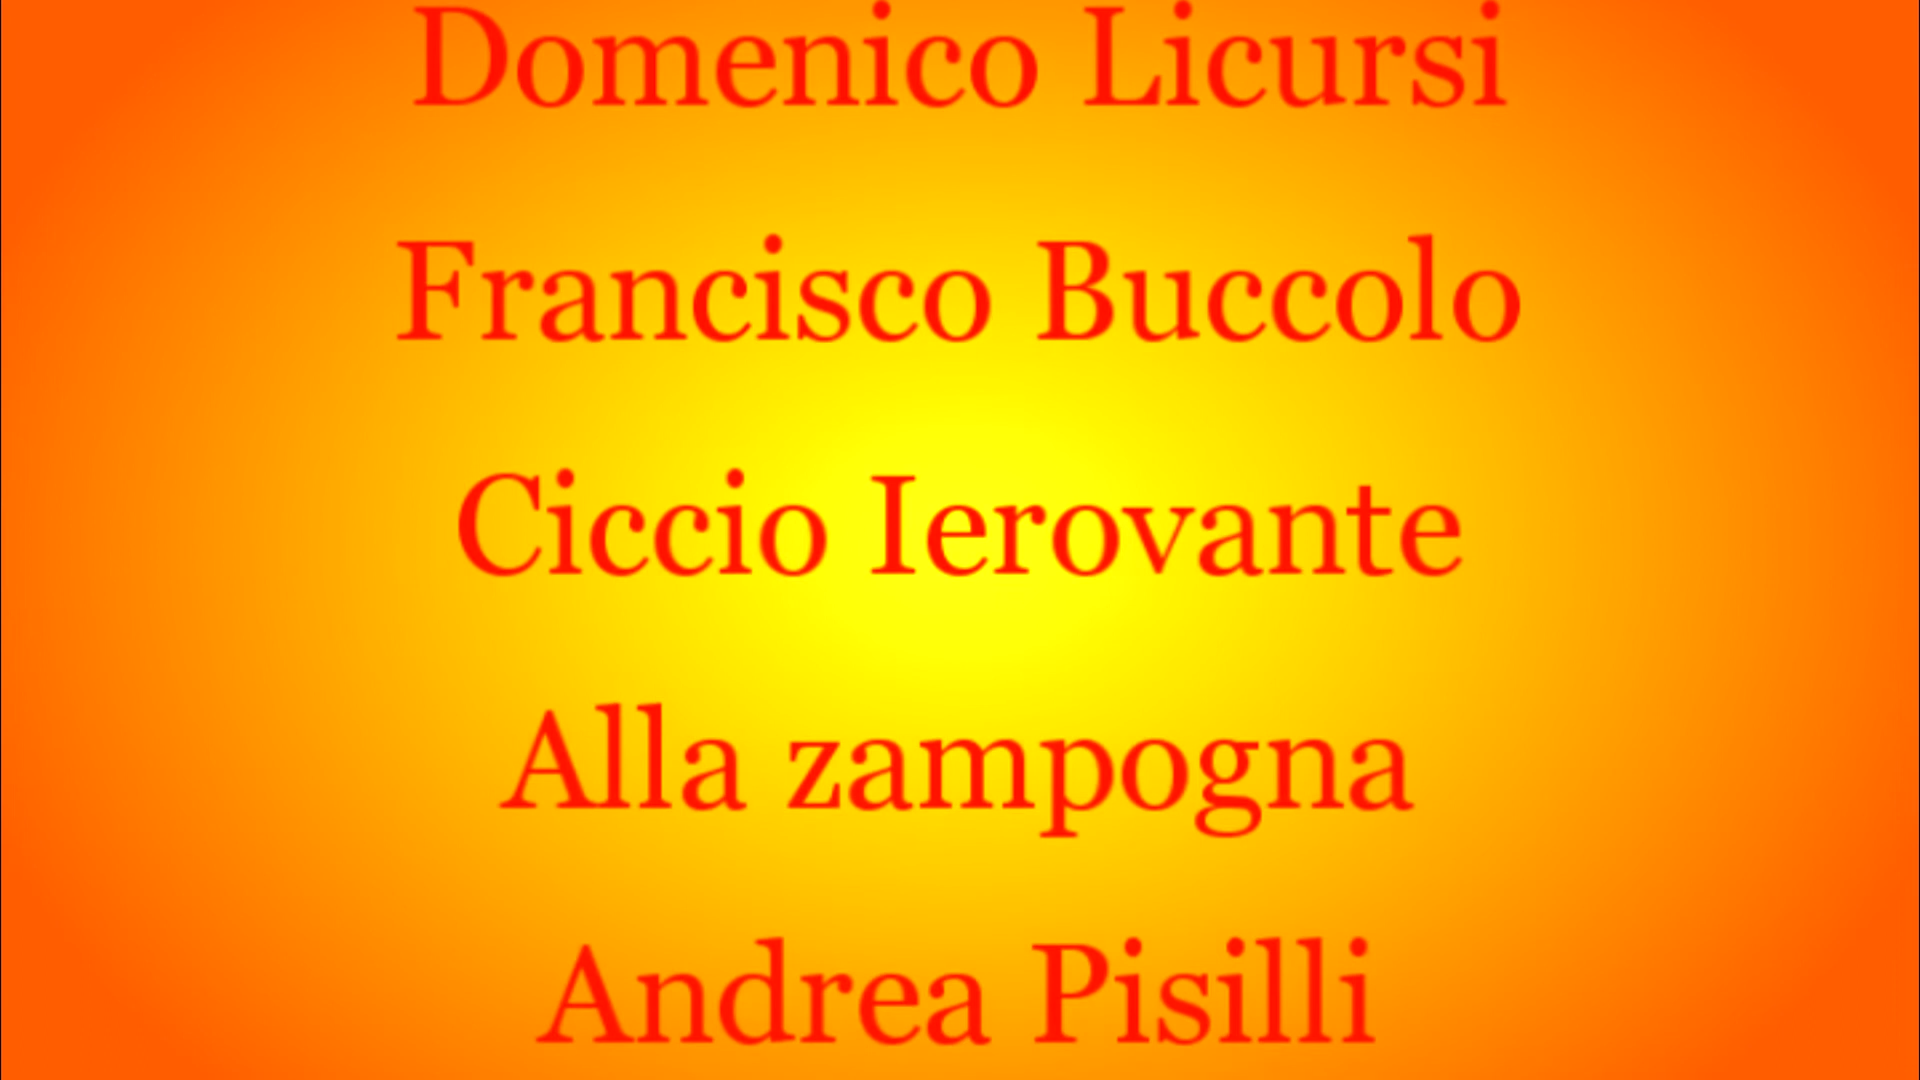 Domenico Licursi
Francisco Buccolo
Ciccio Ierovante
Alla zampogna
Andrea Pisilli